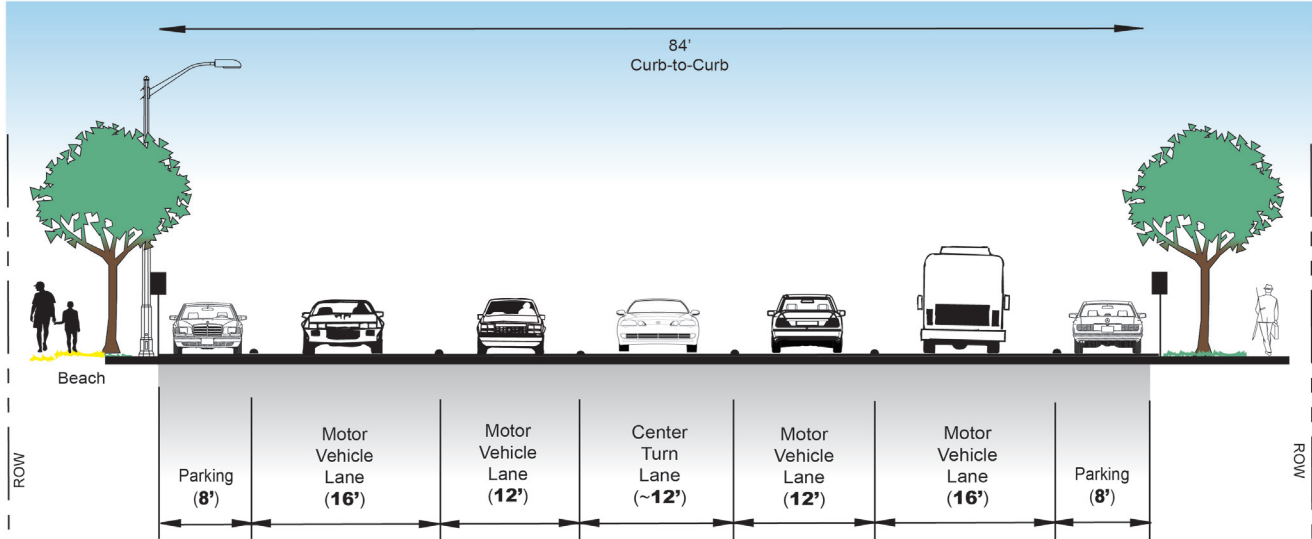 84’
Curb-to-Curb
Beach
ROW
Parking
(8’)
Motor
Vehicle
Lane
(16’)
Motor
Vehicle
Lane
(12’)
Center
Turn
Lane
(~12’)
Motor
Vehicle
Lane
(12’)
Motor
Vehicle
Lane
(16’)
Parking
(8’)
ROW